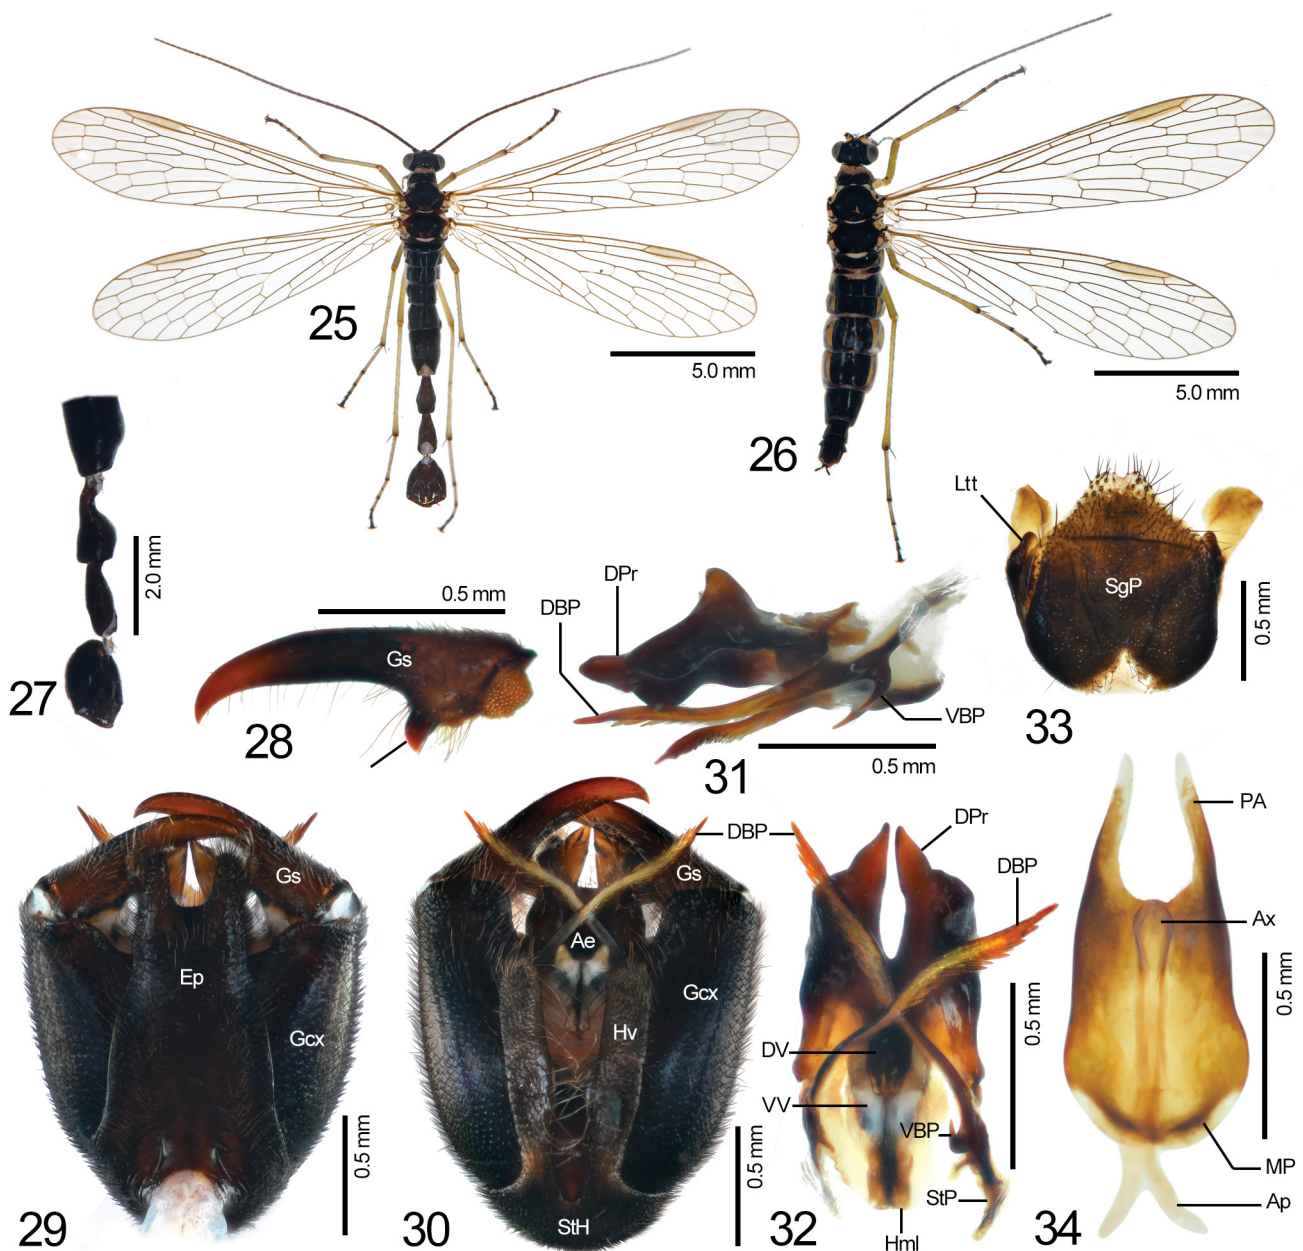 25
5.0 mm
26
5.0 mm
27
2.0 mm
28
0.5 mm
Gs
DBP
DPr
VBP
31
0.5 mm
Ltt
SgP
33
0.5 mm
29
Gs
Ep
Gcx
0.5 mm
30
DBP
Gs
Ae
Gcx
Hv
StH
0.5 mm
32
DPr
DBP
DV
VV
VBP
StP
Hml
0.5 mm
34
PA
Ax
MP
Ap
0.5 mm